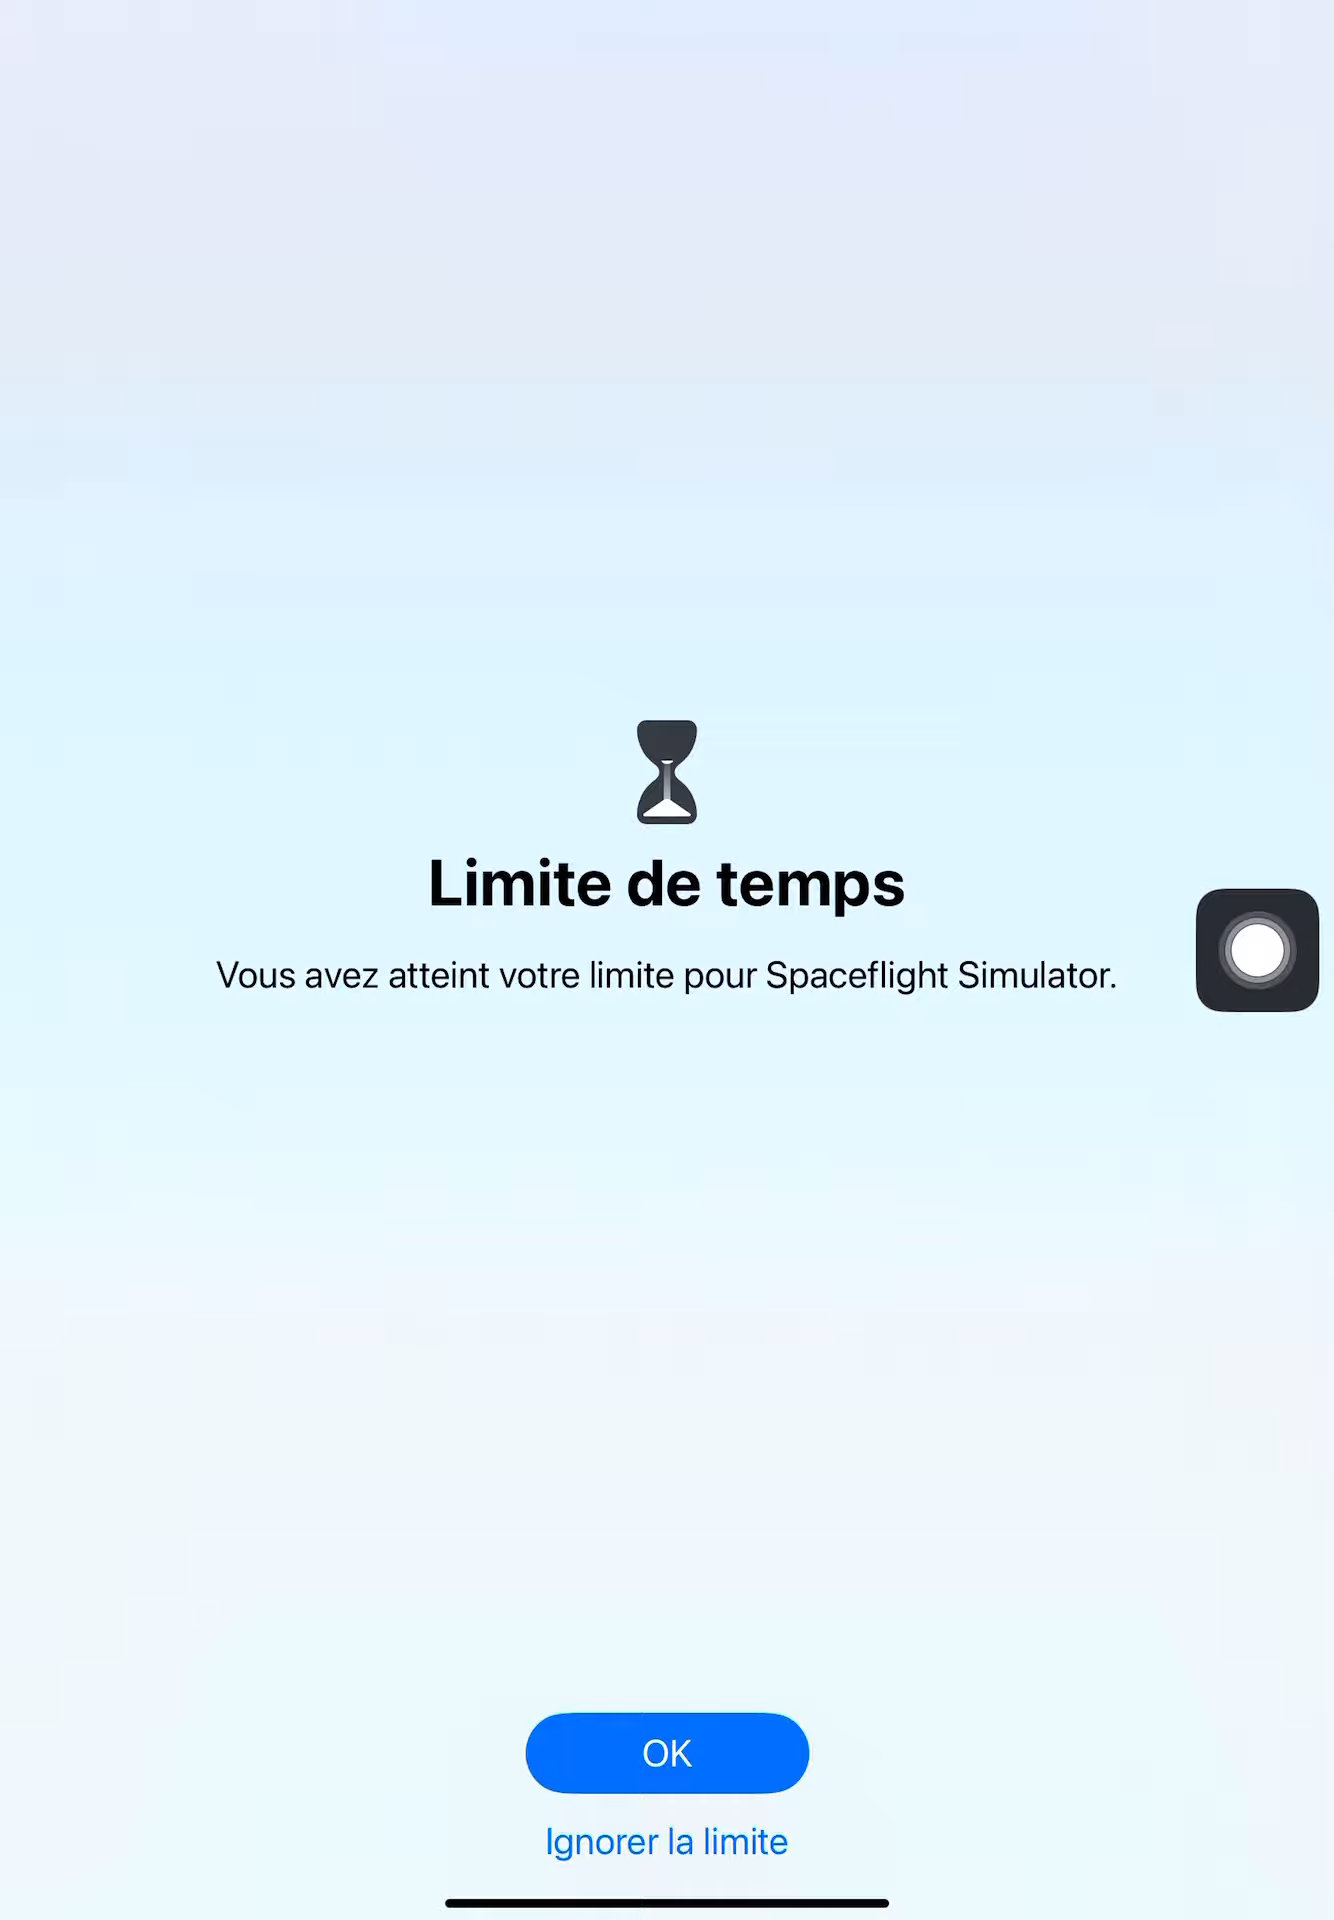 Limite de temps
Vous avez atteint votre limite pour Spaceflight Simulator.
OK
Ignorer la limite